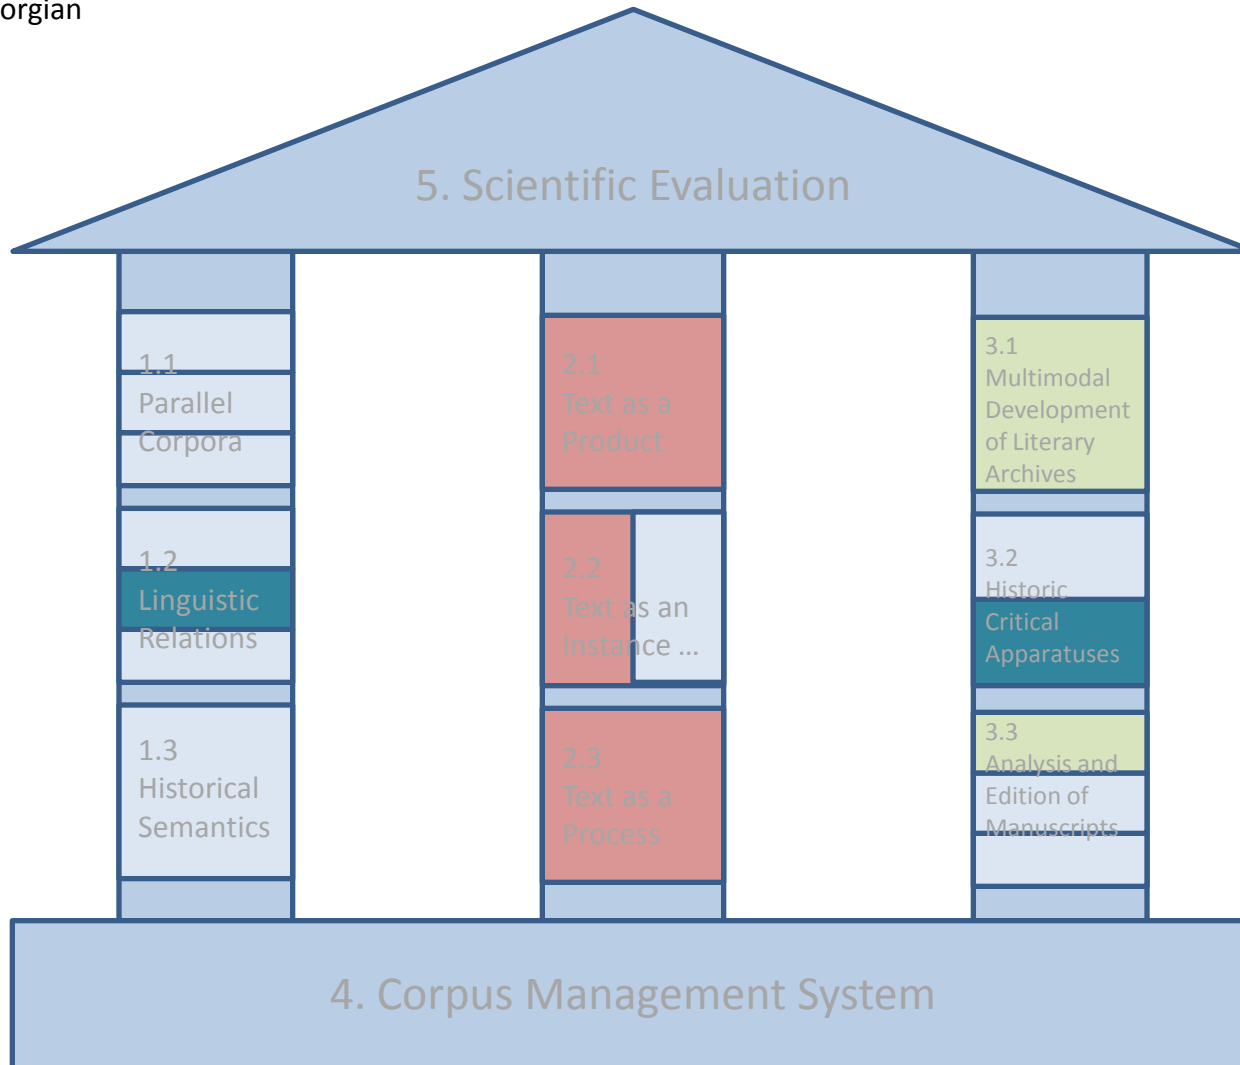 orgian
5. Scientific Evaluation
1.1
Parallel
Corpora
1.2
Linguistic
Relations
1.3
Historical
Semantics
2.1
Text as a
Product
2.2
Text as an
Instance ...
2.3
Text as a
Process
3.1
Multimodal
Development
of Literary
Archives
3.2
Historic
Critical
Apparatuses
3.3
Analysis and
Edition of
Manuscripts
4. Corpus Management System